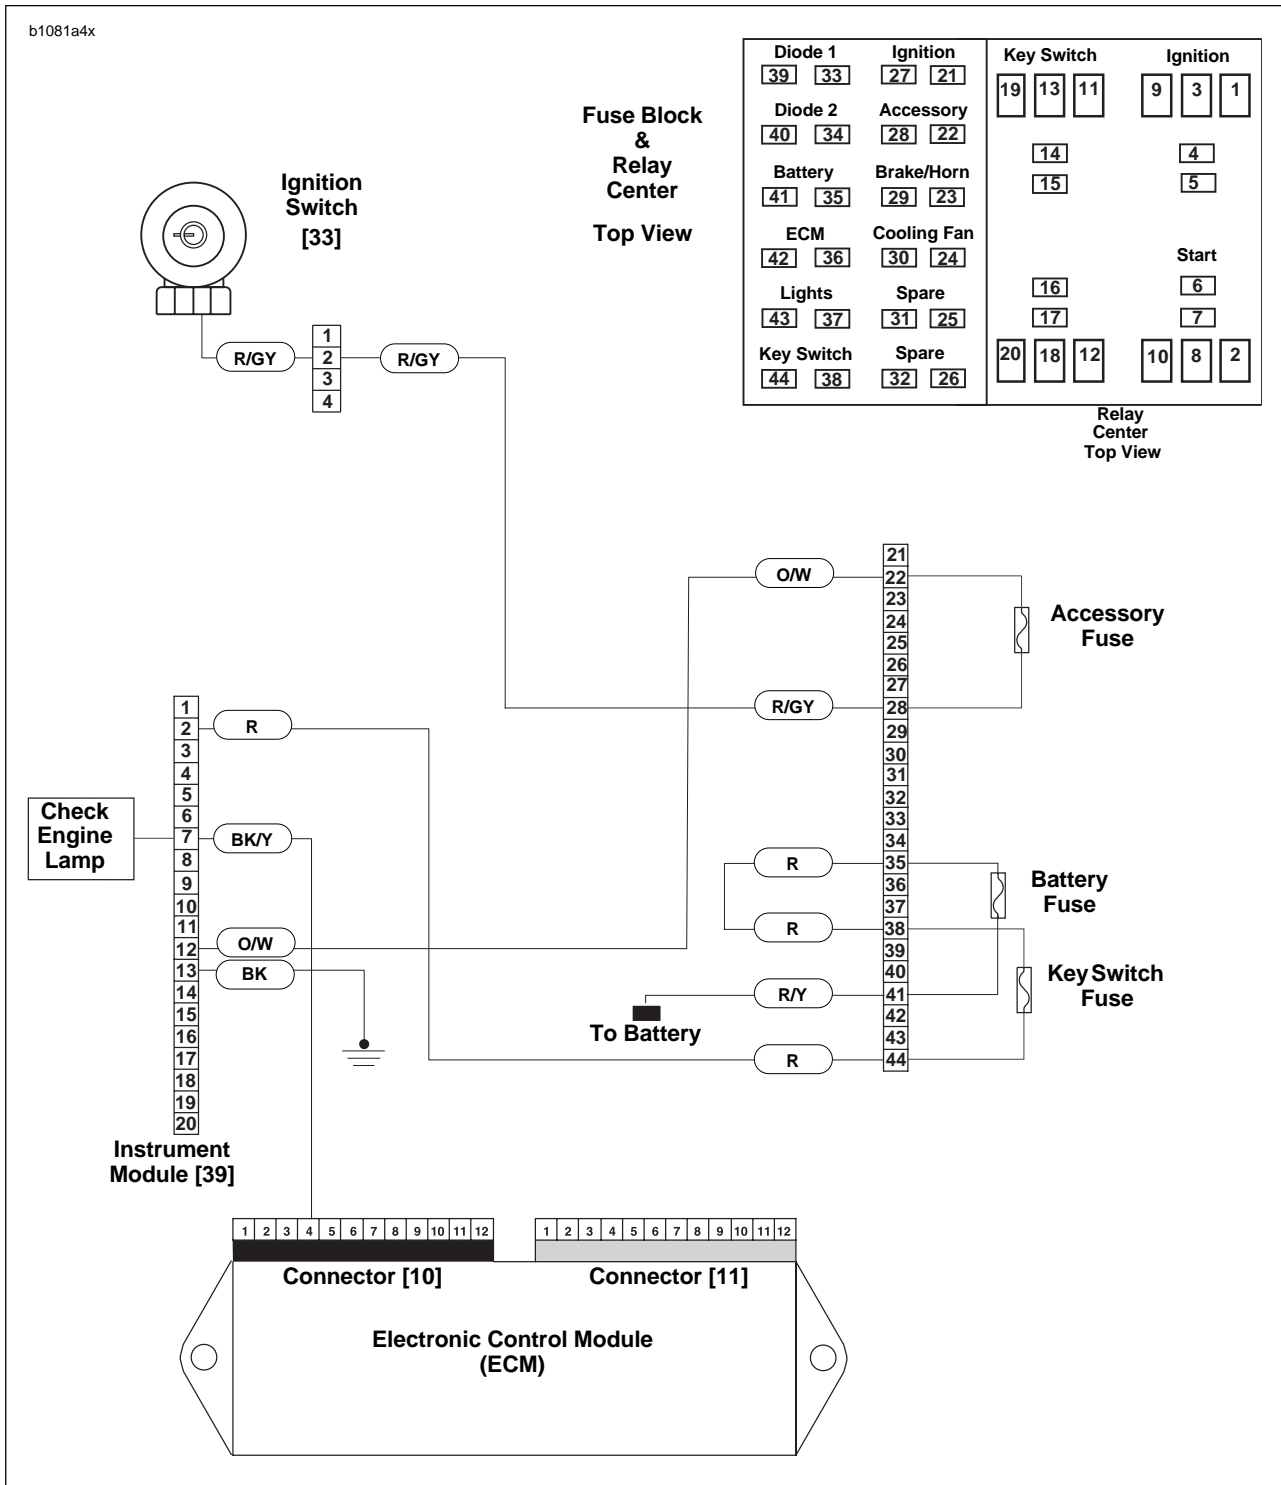 b1081a4x
Fuse Block
&
Relay
Center
Top View
Diode 1 Ignition
39 33 27 21
Diode 2 Accessory
40 34 28 22
Battery Brake/Horn
41 35 29 23
ECM Cooling Fan
42 36 30 24
Lights Spare
43 37 31 25
Key Switch Spare
44 38 32 26
Key Switch Ignition
19 13 11 9 3 1
14 4
15 5
Start
16 6
17 7
20 18 12 10 8 2
Relay
Center
Top View
Ignition
Switch
[33]
R/GY
1
2
3
4
R/GY
O/W
R/GY
R
R
R/Y
To Battery
R
21
22
23
24
25
26
27
28
29
30
31
32
33
34
35
36
37
38
39
40
41
42
43
44
Accessory
Fuse
Battery
Fuse
Key Switch
Fuse
Check
Engine
Lamp
1
2
3
4
5
6
7
8
9
10
11
12
13
14
15
16
17
18
19
20
R
BK/Y
O/W
BK
Instrument
Module [39]
1 2 3 4 5 6 7 8 9 10 11 12
1 2 3 4 5 6 7 8 9 10 11 12
Connector [10]
Connector [11]
Electronic Control Module
(ECM)